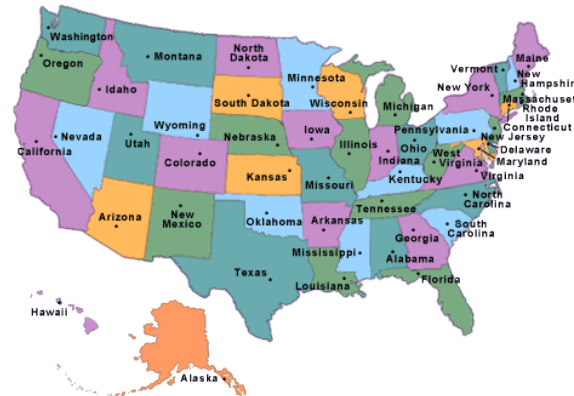 Washington
Oregon
Idaho
Montana
North
Dakota
Minnesota
South Dakota
Wisconsin
Michigan
Vermont
Maine
New
Hampshir
New York
Massachuset
Rhode
Island
Connecticut
New Jersey
Delaware
Maryland
Pennsylvania
Ohio
Indiana
Illinois
Iowa
Nebraska
Wyoming
Nevada
Utah
California
Colorado
Kansas
Missouri
Kentucky
West
Virginia
Virginia
North
Carolina
Tennessee
South
Carolina
Georgia
Alabama
Mississippi
Arkansas
Oklahoma
New
Mexico
Arizona
Texas
Louisiana
Florida
Hawaii
Alaska